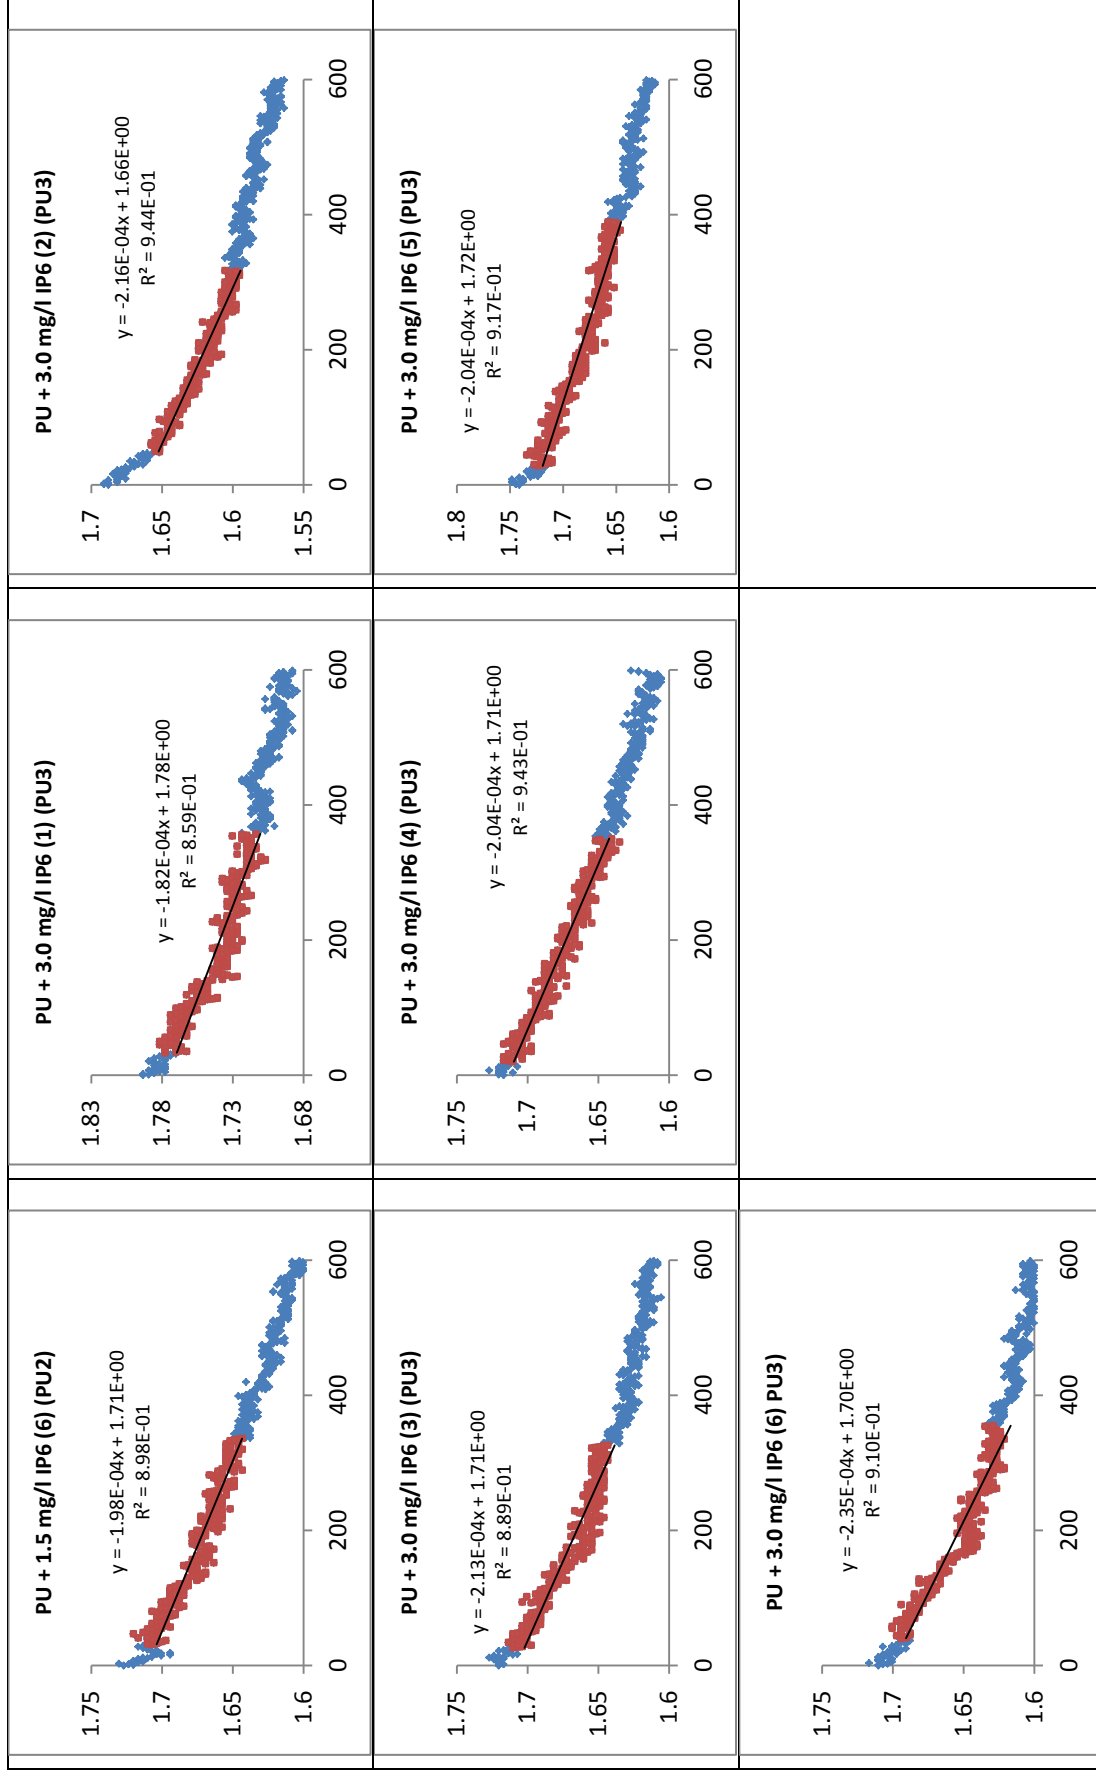 PU + 1.5 mg/l IP6 (6) (PU2)
y = -1.98E-04x + 1.71E+00
R² = 8.98E-01
1.75
1.7
1.65
1.6
0
200
400
600
PU + 3.0 mg/l IP6 (1) (PU3)
y = -1.82E-04x + 1.78E+00
R² = 8.59E-01
1.83
1.78
1.73
1.68
0
200
400
600
PU + 3.0 mg/l IP6 (2) (PU3)
y = -2.16E-04x + 1.66E+00
R² = 9.44E-01
1.7
1.65
1.6
1.55
0
200
400
600
PU + 3.0 mg/l IP6 (3) (PU3)
y = -2.13E-04x + 1.71E+00
R² = 8.89E-01
1.75
1.7
1.65
1.6
0
200
400
600
PU + 3.0 mg/l IP6 (4) (PU3)
y = -2.04E-04x + 1.71E+00
R² = 9.43E-01
1.75
1.7
1.65
1.6
0
200
400
600
PU + 3.0 mg/l IP6 (5) (PU3)
y = -2.04E-04x + 1.72E+00
R² = 9.17E-01
1.8
1.75
1.7
1.65
1.6
0
200
400
600
PU + 3.0 mg/l IP6 (6) PU3)
y = -2.35E-04x + 1.70E+00
R² = 9.10E-01
1.75
1.7
1.65
1.6
0
200
400
600